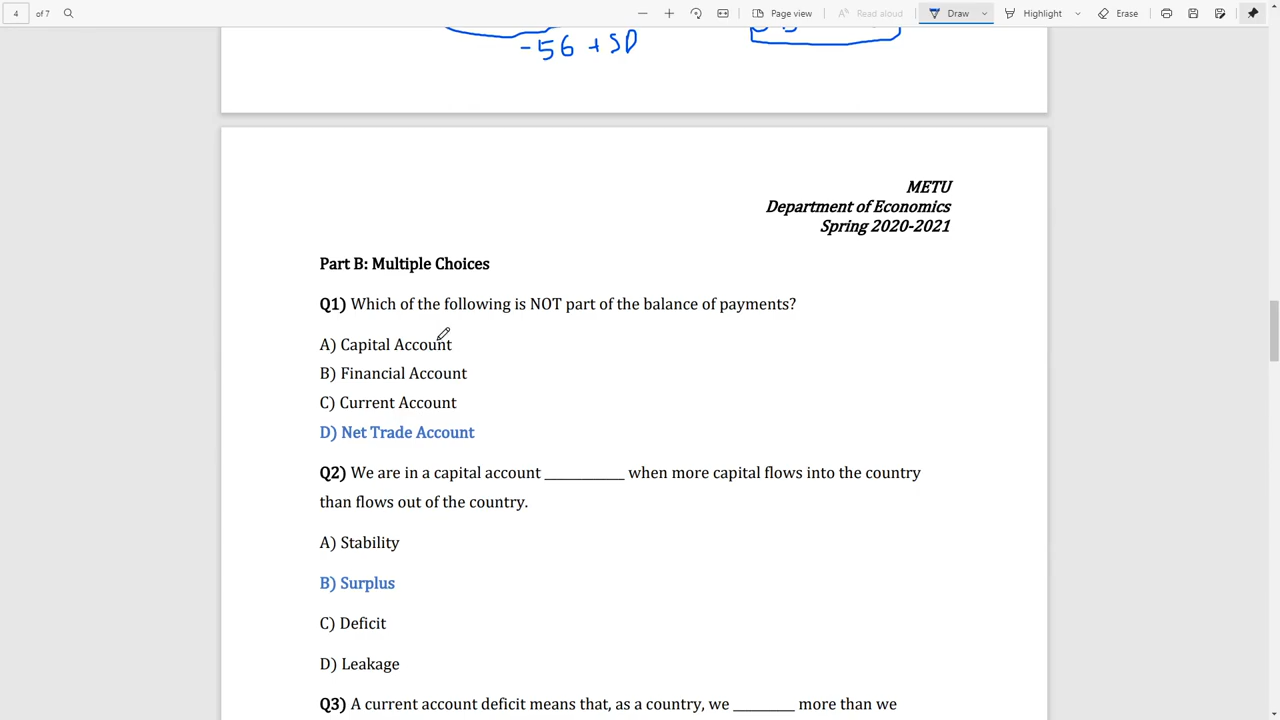 4 of 7 Page view Read aloud Draw Highlight Erase
-56 + 50
METU
Department of Economics
Spring 2020-2021
Part B: Multiple Choices
Q1) Which of the following is NOT part of the balance of payments?
A) Capital Account
B) Financial Account
C) Current Account
D) Net Trade Account
Q2) We are in a capital account __________ when more capital flows into the country
than flows out of the country.
A) Stability
B) Surplus
C) Deficit
D) Leakage
Q3) A current account deficit means that, as a country, we ________ more than we